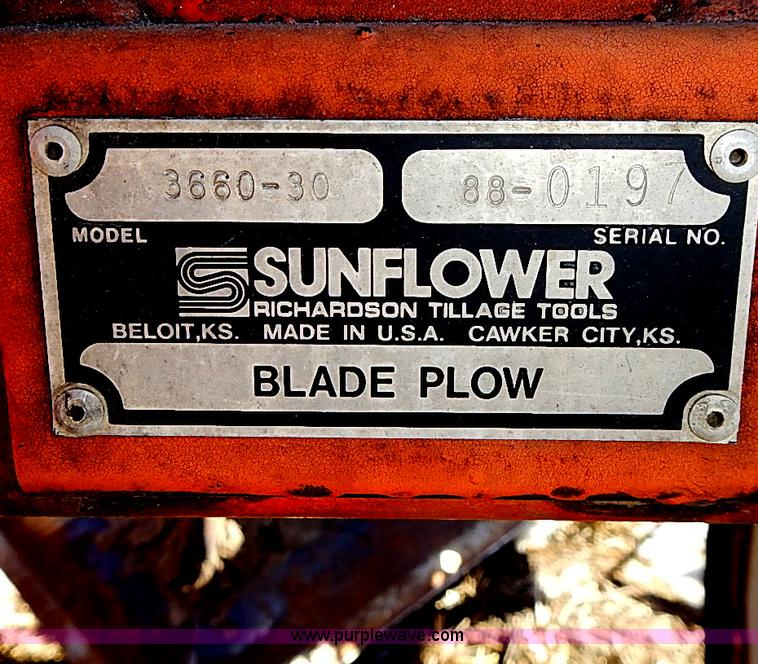 3660-30 88-0197
MODEL SERIAL NO.
SUNFLOWER
RICHARDSON TILLAGE TOOLS
BELOIT,KS. MADE IN U.S.A. CAWKER CITY,KS.
BLADE PLOW
www.purplewave.com